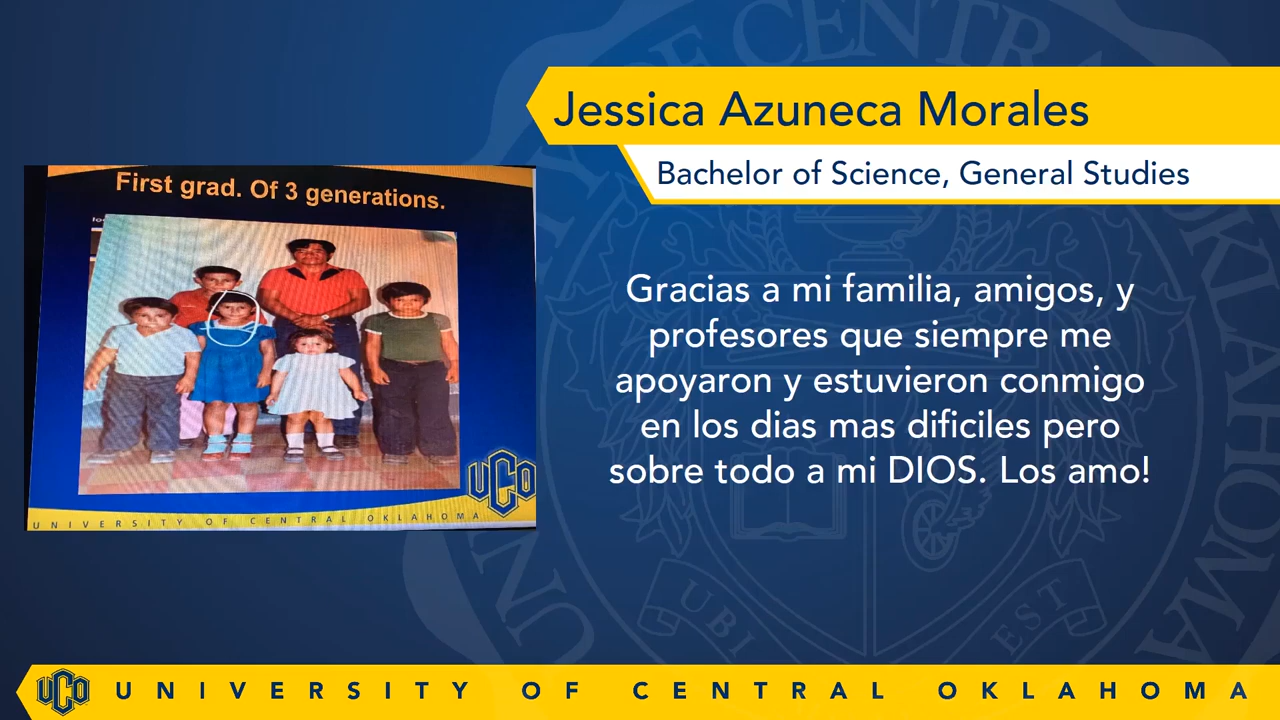 Jessica Azuneca Morales
Bachelor of Science, General Studies
First grad. Of 3 generations.
UCO
UNIVERSITY OF CENTRAL OKLAHOMA
Gracias a mi familia, amigos, y
profesores que siempre me
apoyaron y estuvieron conmigo
en los dias mas dificiles pero
sobre todo a mi DIOS. Los amo!
UBI
EST
UCO UNIVERSITY OF CENTRAL OKLAHOMA